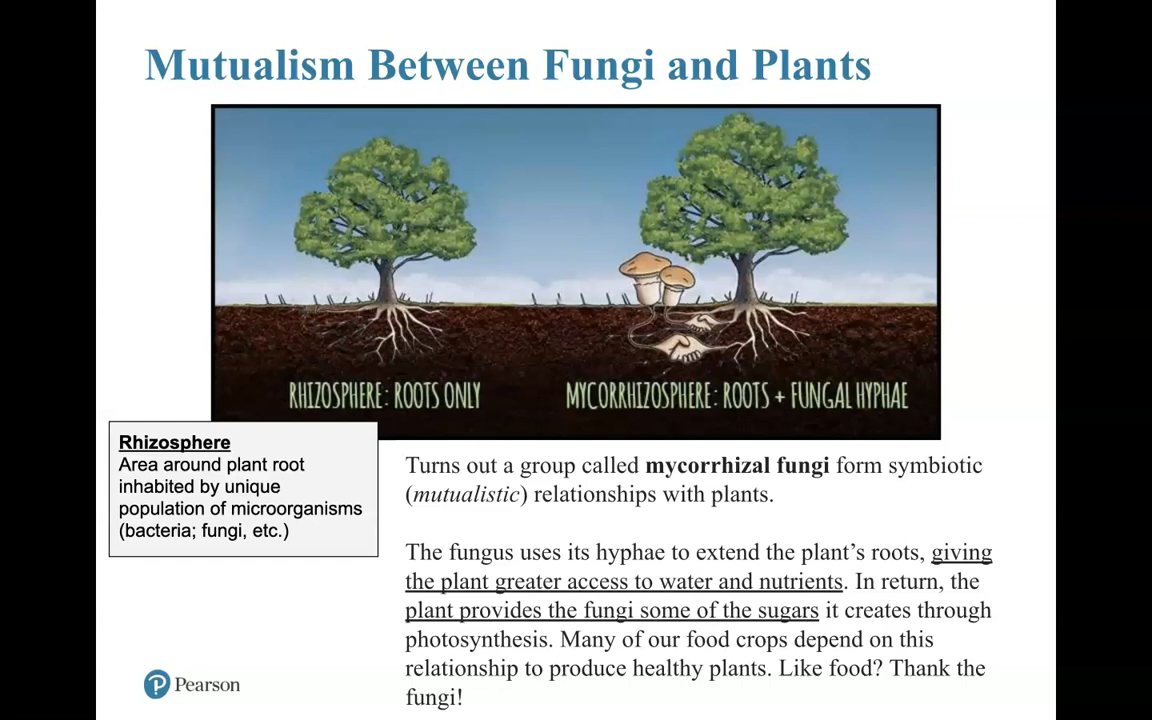 Mutualism Between Fungi and Plants
RHIZOSPHERE: ROOTS ONLY
MYCORRHIZOSPHERE: ROOTS + FUNGAL HYPHAE
Rhizosphere
Area around plant root
inhabited by unique
population of microorganisms
(bacteria; fungi, etc.)
Turns out a group called mycorrhizal fungi form symbiotic
(mutualistic) relationships with plants.
The fungus uses its hyphae to extend the plant’s roots, giving
the plant greater access to water and nutrients. In return, the
plant provides the fungi some of the sugars it creates through
photosynthesis. Many of our food crops depend on this
relationship to produce healthy plants. Like food? Thank the
fungi!
P Pearson